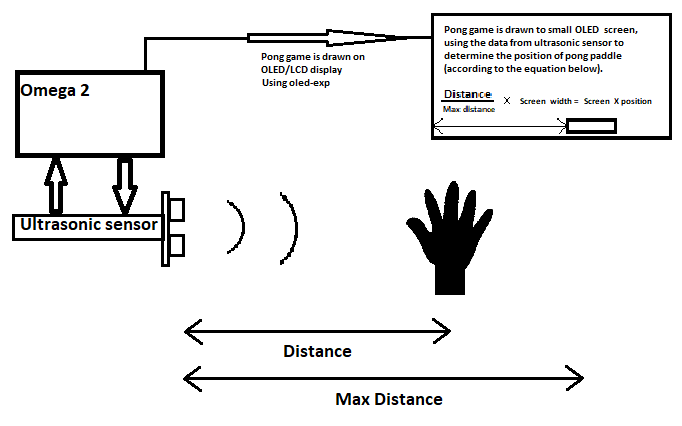 Pong game is drawn to small OLED screen,
using the data from ultrasonic sensor to
determine the position of pong paddle
(according to the equation below).
Distance
Max distance
X Screen width = Screen X position
Pong game is drawn on
OLED/LCD display
Using oled-exp
Omega 2
Ultrasonic sensor
Distance
Max Distance